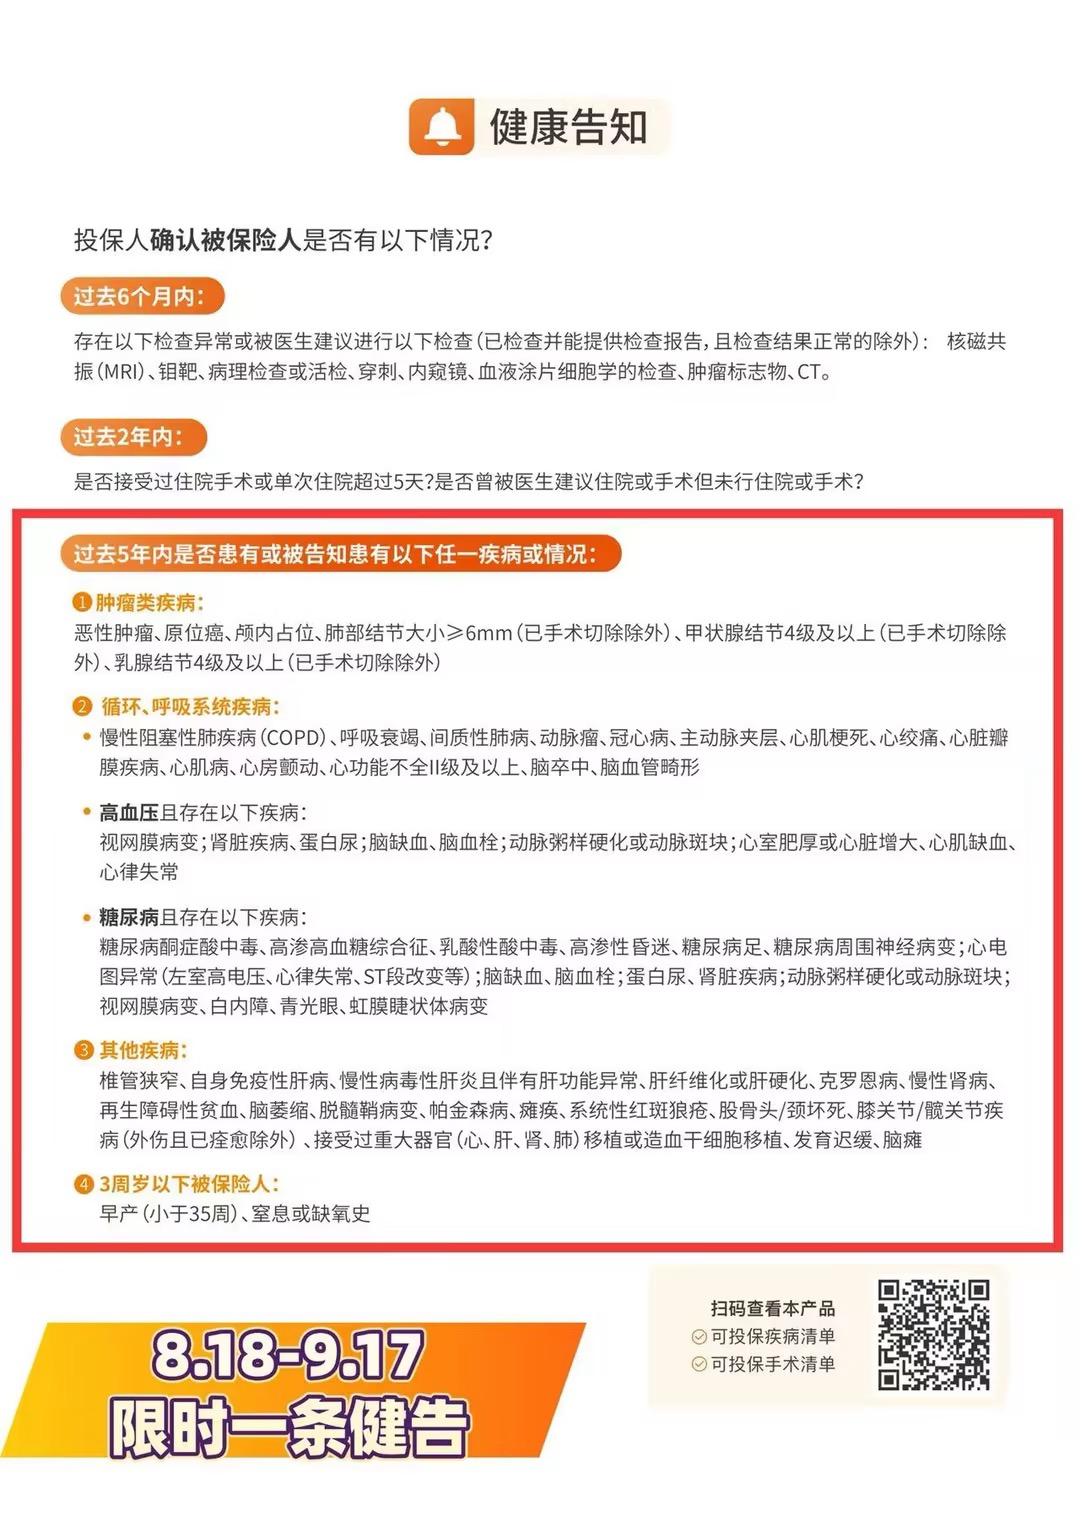 健康告知
投保人确认被保险人是否有以下情况？
过去6个月内：
存在以下检查异常或被医生建议进行以下检查（已检查并能提供检查报告，且检查结果正常的除外）： 核磁共
振（MRI）、钼靶、病理检查或活检、穿刺、内窥镜、血液涂片细胞学的检查、肿瘤标志物、CT。
过去2年内：
是否接受过住院手术或单次住院超过5天？是否曾被医生建议住院或手术但未行住院或手术？
过去5年内是否患有或被告知患有以下任一疾病或情况：
1 肿瘤类疾病：
恶性肿瘤、原位癌、颅内占位、肺部结节大小≥6mm（已手术切除除外）、甲状腺结节4级及以上（已手术切除除
外）、乳腺结节4级及以上（已手术切除除外）
2 循环、呼吸系统疾病：
• 慢性阻塞性肺疾病（COPD）、呼吸衰竭、间质性肺病、动脉瘤、冠心病、主动脉夹层、心肌梗死、心绞痛、心脏瓣
膜疾病、心肌病、心房颤动、心功能不全II级及以上、脑卒中、脑血管畸形
• 高血压且存在以下疾病：
视网膜病变；肾脏疾病、蛋白尿；脑缺血、脑血栓；动脉粥样硬化或动脉斑块；心室肥厚或心脏增大、心肌缺血、
心律失常
• 糖尿病且存在以下疾病：
糖尿病酮症酸中毒、高渗高血糖综合征、乳酸性酸中毒、高渗性昏迷、糖尿病足、糖尿病周围神经病变；心电
图异常（左室高电压、心律失常、ST段改变等）；脑缺血、脑血栓；蛋白尿、肾脏疾病；动脉粥样硬化或动脉斑块；
视网膜病变、白内障、青光眼、虹膜睫状体病变
3 其他疾病：
椎管狭窄、自身免疫性肝病、慢性病毒性肝炎且伴有肝功能异常、肝纤维化或肝硬化、克罗恩病、慢性肾病、
再生障碍性贫血、脑萎缩、脱髓鞘病变、帕金森病、瘫痪、系统性红斑狼疮、股骨头/颈坏死、膝关节/髋关节疾
病（外伤且已痊愈除外）、接受过重大器官（心、肝、肾、肺）移植或造血干细胞移植、发育迟缓、脑瘫
4 3周岁以下被保险人：
早产（小于35周）、窒息或缺氧史
扫码查看本产品
可投保疾病清单
可投保手术清单
8.18-9.17
限时一条健告